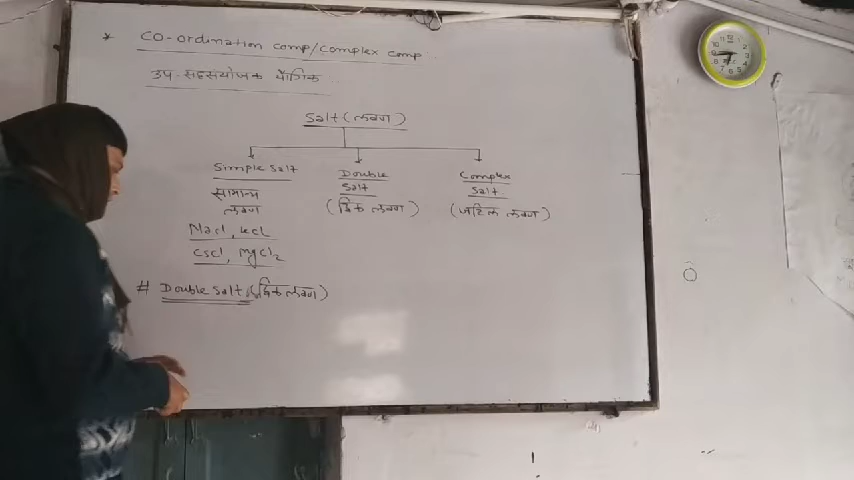 * CO-ordination comp/complex comp
उप-सहसंयोजक यौगिक
Salt (लवण)
Simple Salt
सामान्य
लवण
NaCl, KCl
CsCl, MgCl₂
Double
Salt
(द्विक लवण)
Complex
Salt
(जटिल लवण)
# Double Salt (द्विक लवण)